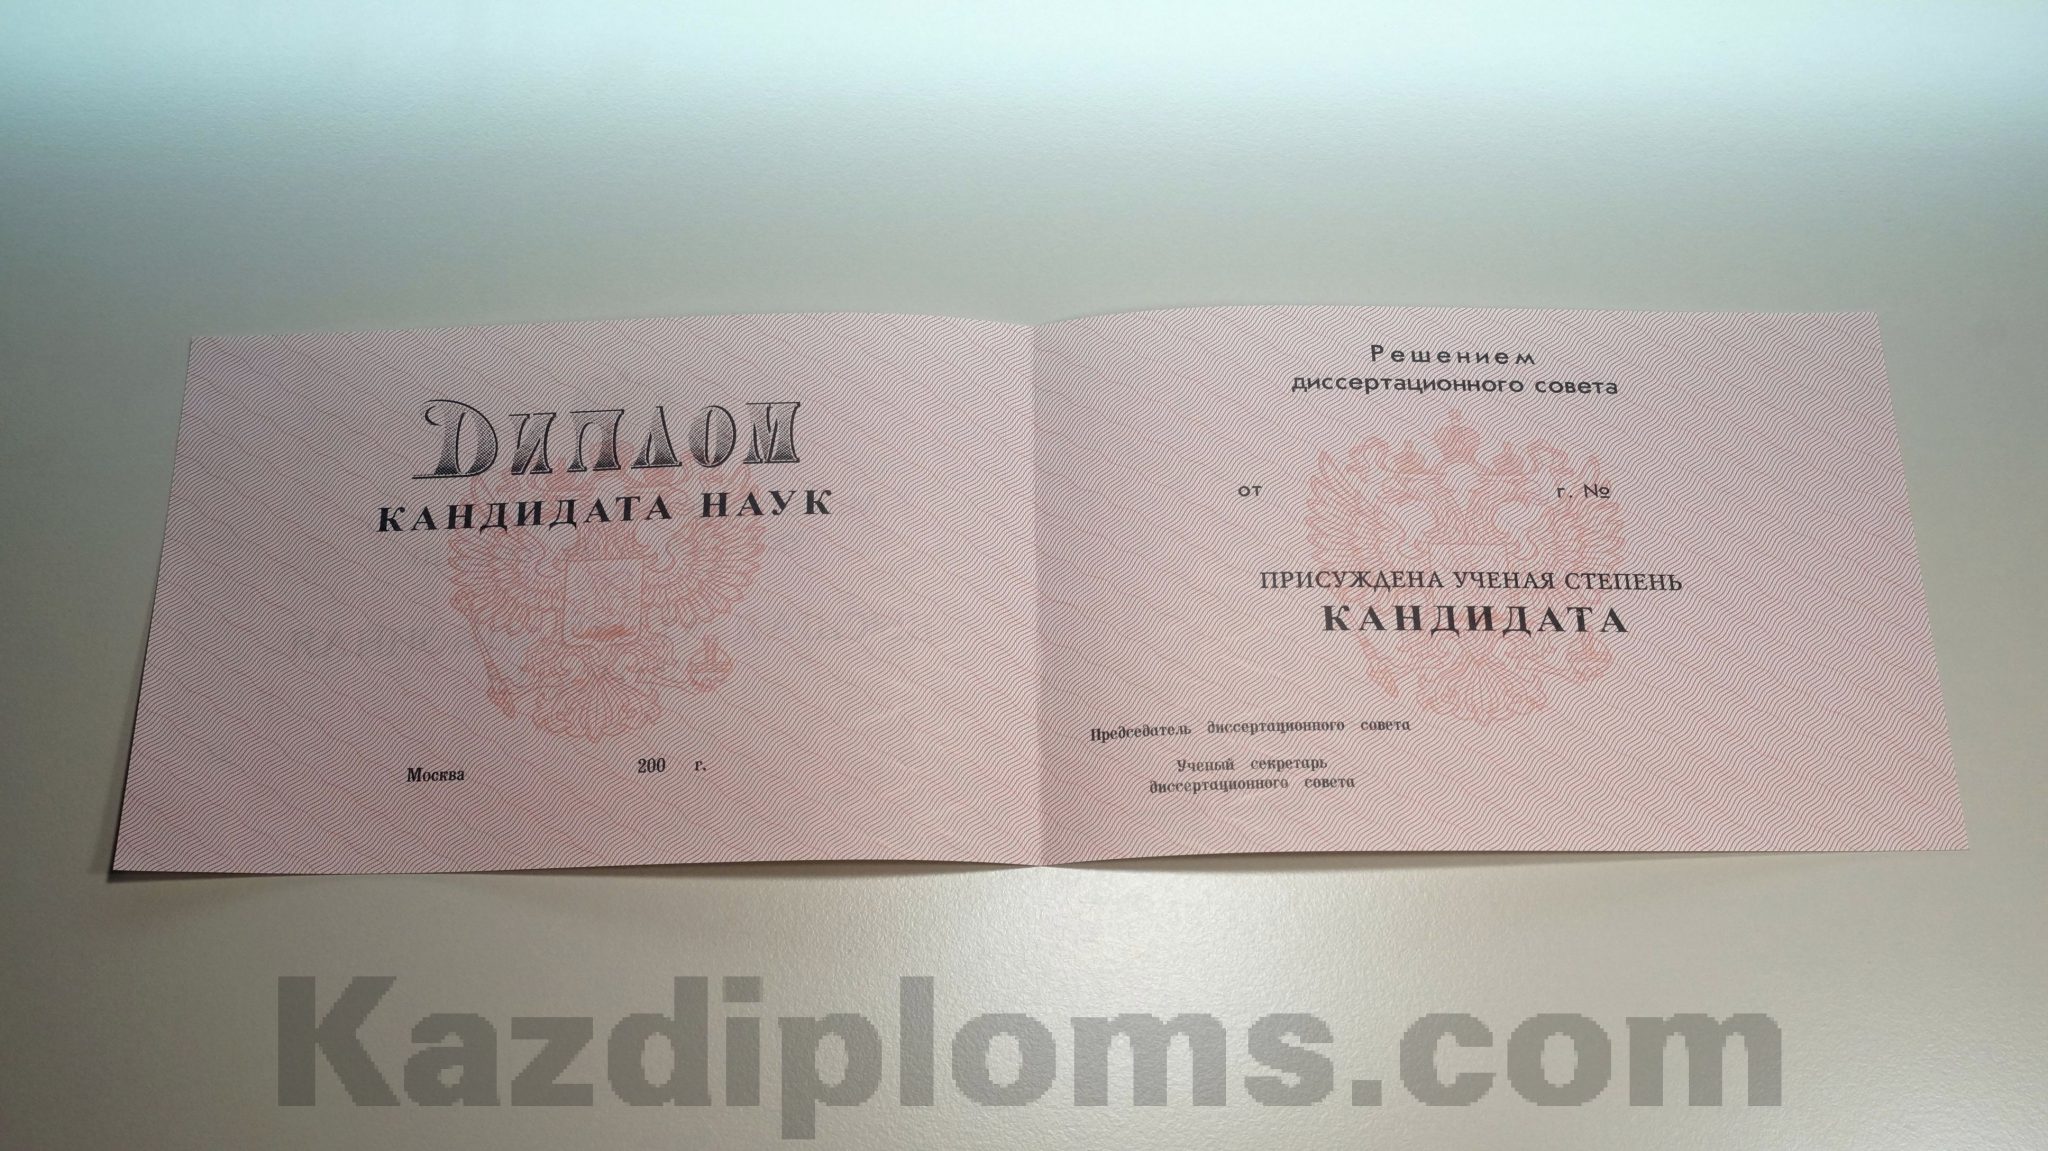 Диплом
КАНДИДАТА НАУК
Москва 200 г.
Решением
диссертационного совета
от г. №
ПРИСУЖДЕНА УЧЕНАЯ СТЕПЕНЬ
КАНДИДАТА
Председатель диссертационного совета
Ученый секретарь
диссертационного совета
Kazdiploms.com